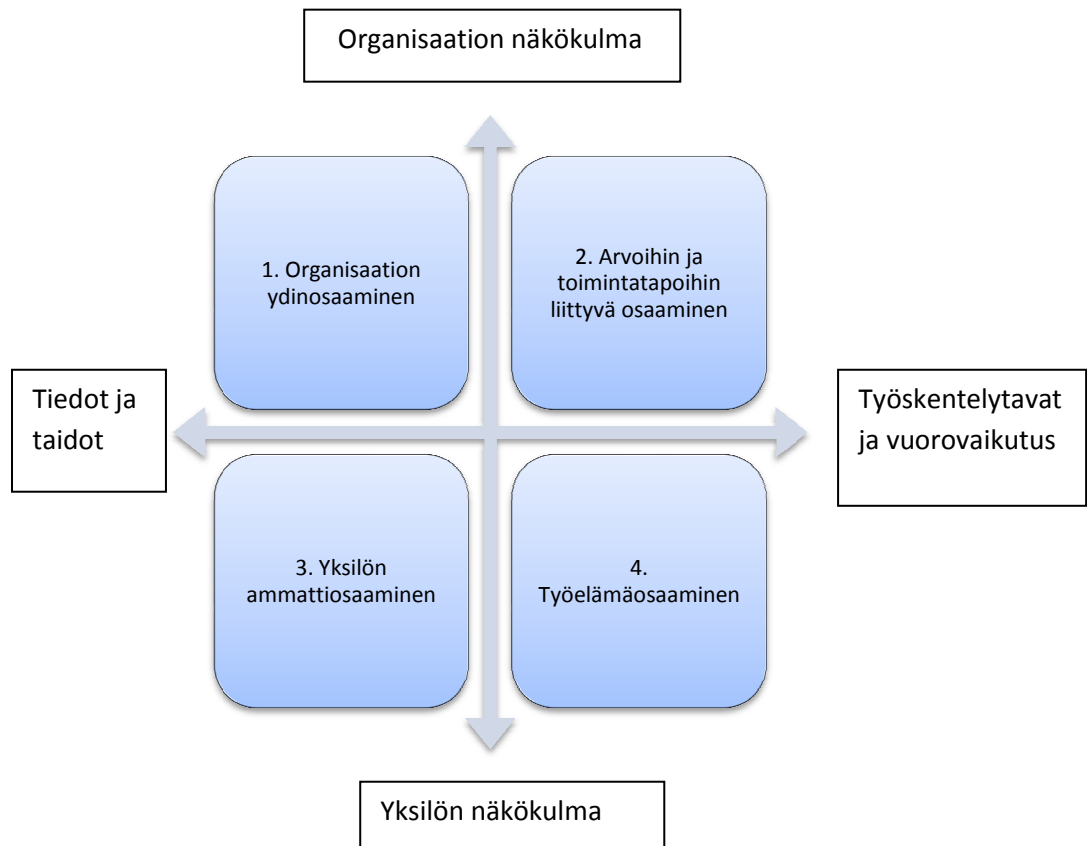 Organisaation näkökulma
1. Organisaation
ydinosaaminen
2. Arvoihin ja
toimintatapoihin
liittyvä osaaminen
Tiedot ja
taidot
Työskentelytavat
ja vuorovaikutus
3. Yksilön
ammattiosaaminen
4.
Työelämäosaaminen
Yksilön näkökulma